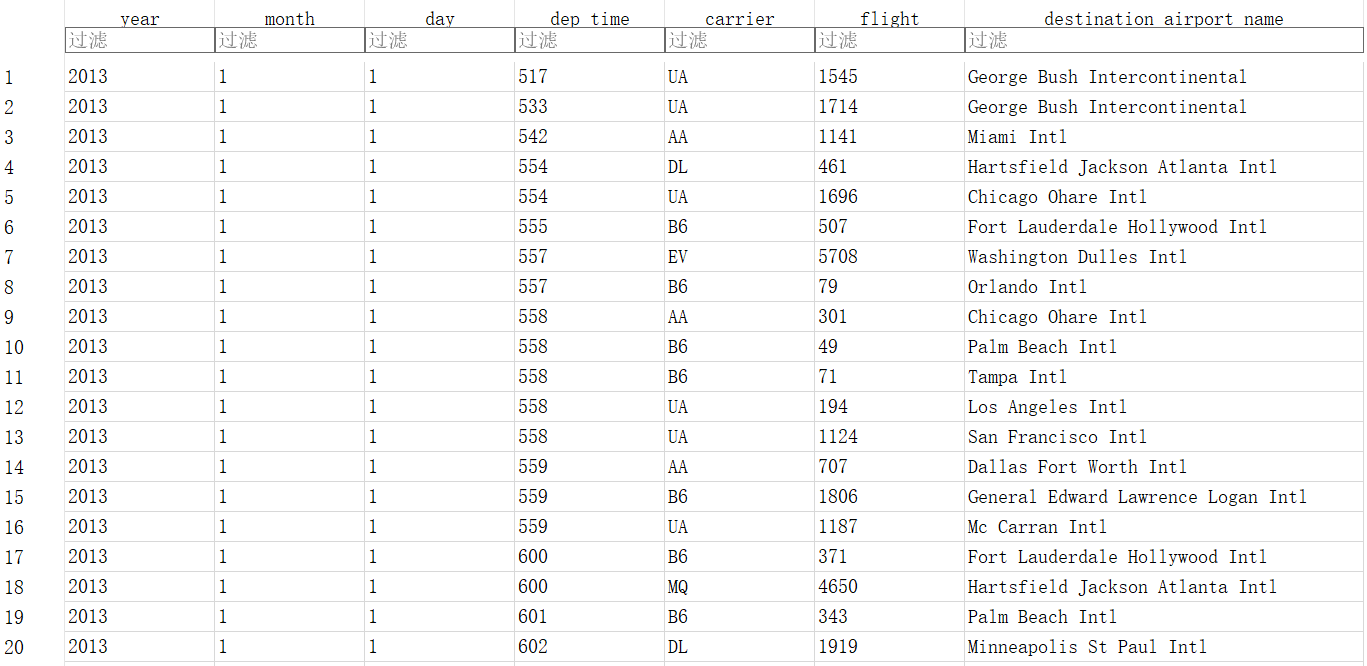 year month day dep_time carrier flight destination_airport_name
过滤 过滤 过滤 过滤 过滤 过滤 过滤
1 2013 1 1 517 UA 1545 George Bush Intercontinental
2 2013 1 1 533 UA 1714 George Bush Intercontinental
3 2013 1 1 542 AA 1141 Miami Intl
4 2013 1 1 554 DL 461 Hartsfield Jackson Atlanta Intl
5 2013 1 1 554 UA 1696 Chicago Ohare Intl
6 2013 1 1 555 B6 507 Fort Lauderdale Hollywood Intl
7 2013 1 1 557 EV 5708 Washington Dulles Intl
8 2013 1 1 557 B6 79 Orlando Intl
9 2013 1 1 558 AA 301 Chicago Ohare Intl
10 2013 1 1 558 B6 49 Palm Beach Intl
11 2013 1 1 558 B6 71 Tampa Intl
12 2013 1 1 558 UA 194 Los Angeles Intl
13 2013 1 1 558 UA 1124 San Francisco Intl
14 2013 1 1 559 AA 707 Dallas Fort Worth Intl
15 2013 1 1 559 B6 1806 General Edward Lawrence Logan Intl
16 2013 1 1 559 UA 1187 Mc Carran Intl
17 2013 1 1 600 B6 371 Fort Lauderdale Hollywood Intl
18 2013 1 1 600 MQ 4650 Hartsfield Jackson Atlanta Intl
19 2013 1 1 601 B6 343 Palm Beach Intl
20 2013 1 1 602 DL 1919 Minneapolis St Paul Intl